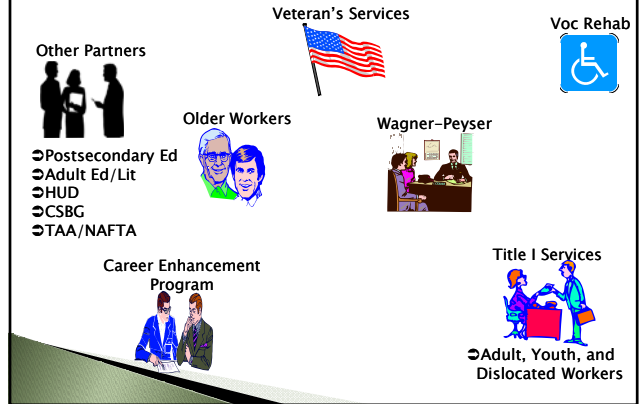 Veteran's Services
Voc Rehab
Other Partners
➲Postsecondary Ed
➲Adult Ed/Lit
➲HUD
➲CSBG
➲TAA/NAFTA
Older Workers
Wagner-Peyser
Career Enhancement
Program
Title I Services
➲Adult, Youth, and
Dislocated Workers